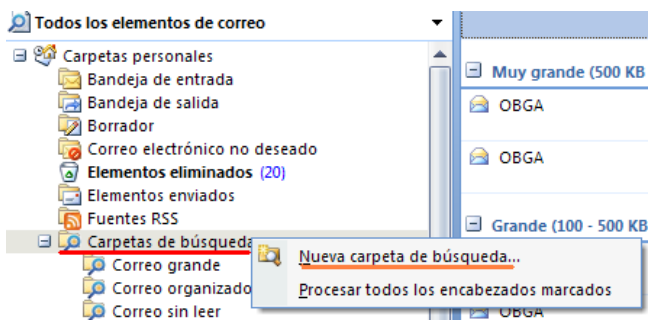 Todos los elementos de correo
Carpetas personales
Bandeja de entrada
Bandeja de salida
Borrador
Correo electrónico no deseado
Elementos eliminados (20)
Elementos enviados
Fuentes RSS
Carpetas de búsqueda
Correo grande
Correo organizado
Correo sin leer
Nueva carpeta de búsqueda...
Procesar todos los encabezados marcados
Muy grande (500 KB
OBGA
OBGA
Grande (100 - 500 KB
OBGA